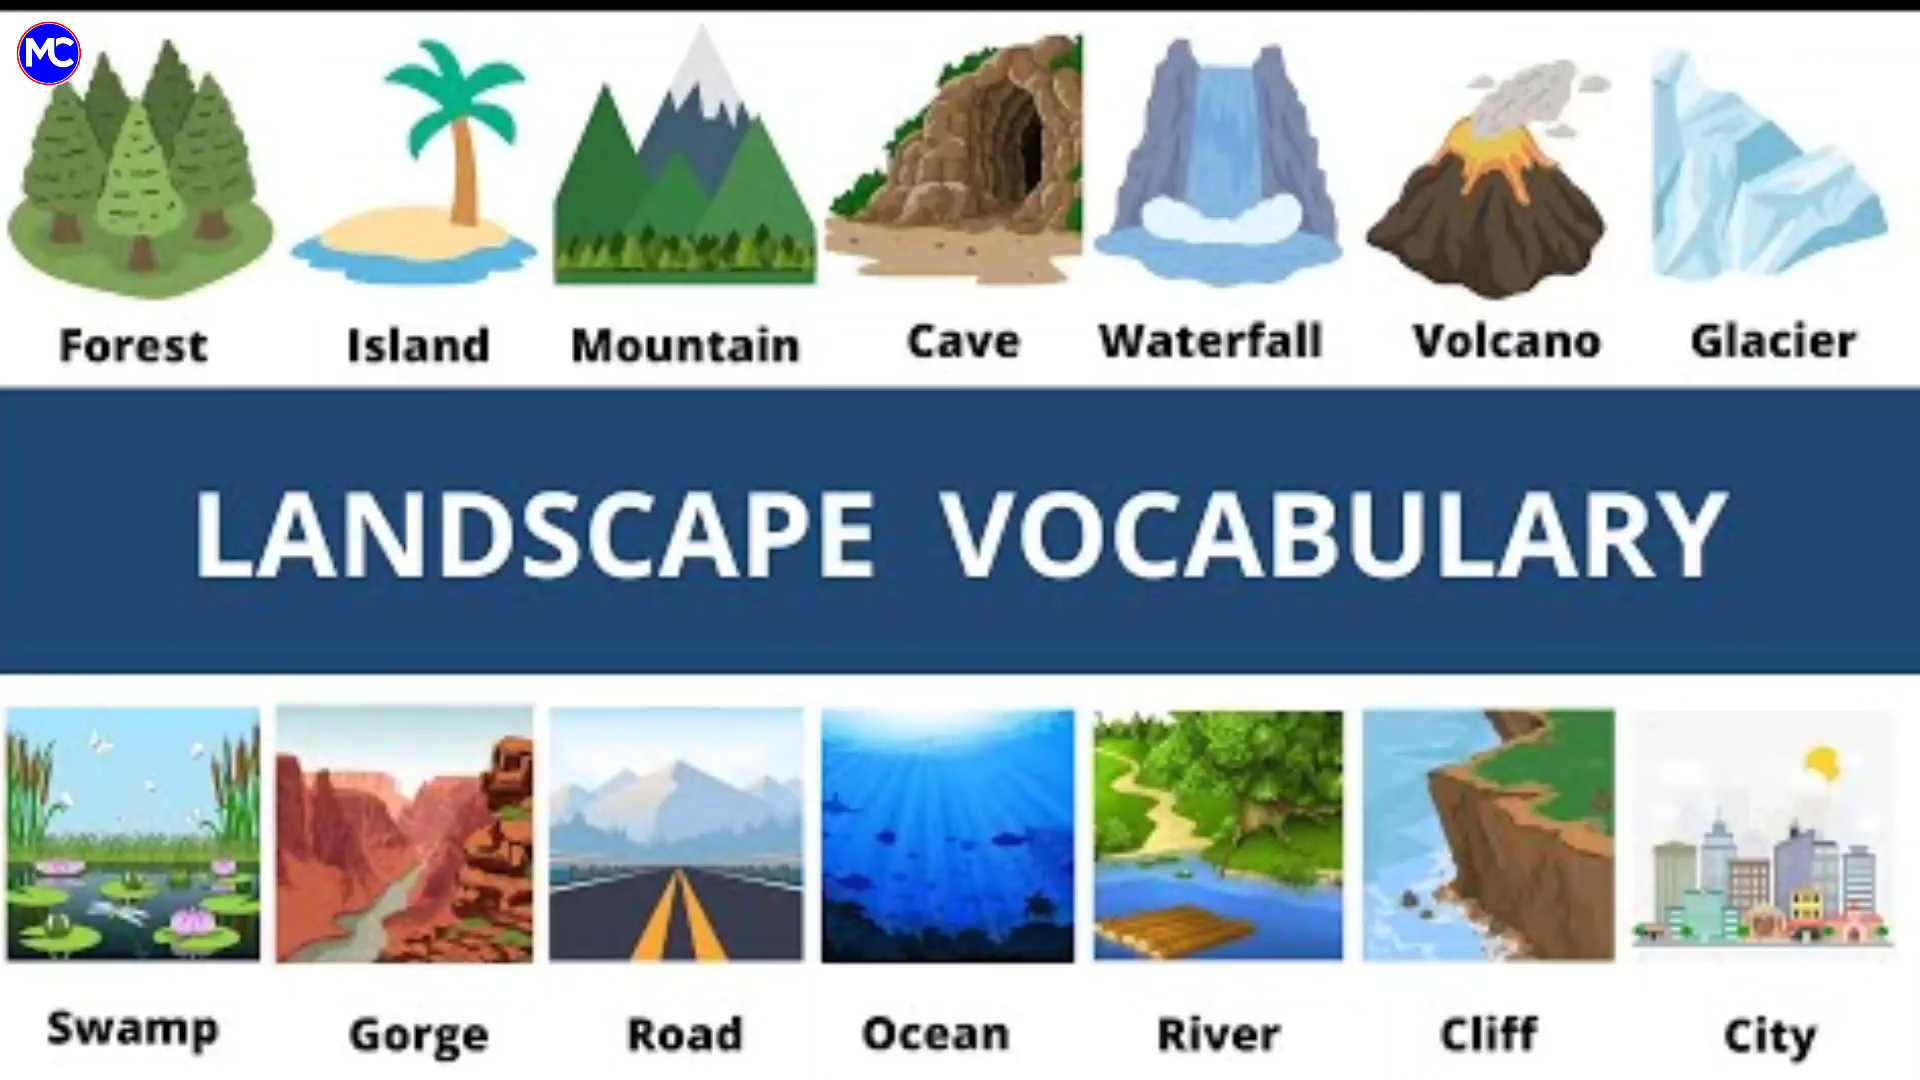 MC
Forest Island Mountain Cave Waterfall Volcano Glacier
LANDSCAPE VOCABULARY
Swamp Gorge Road Ocean River Cliff City